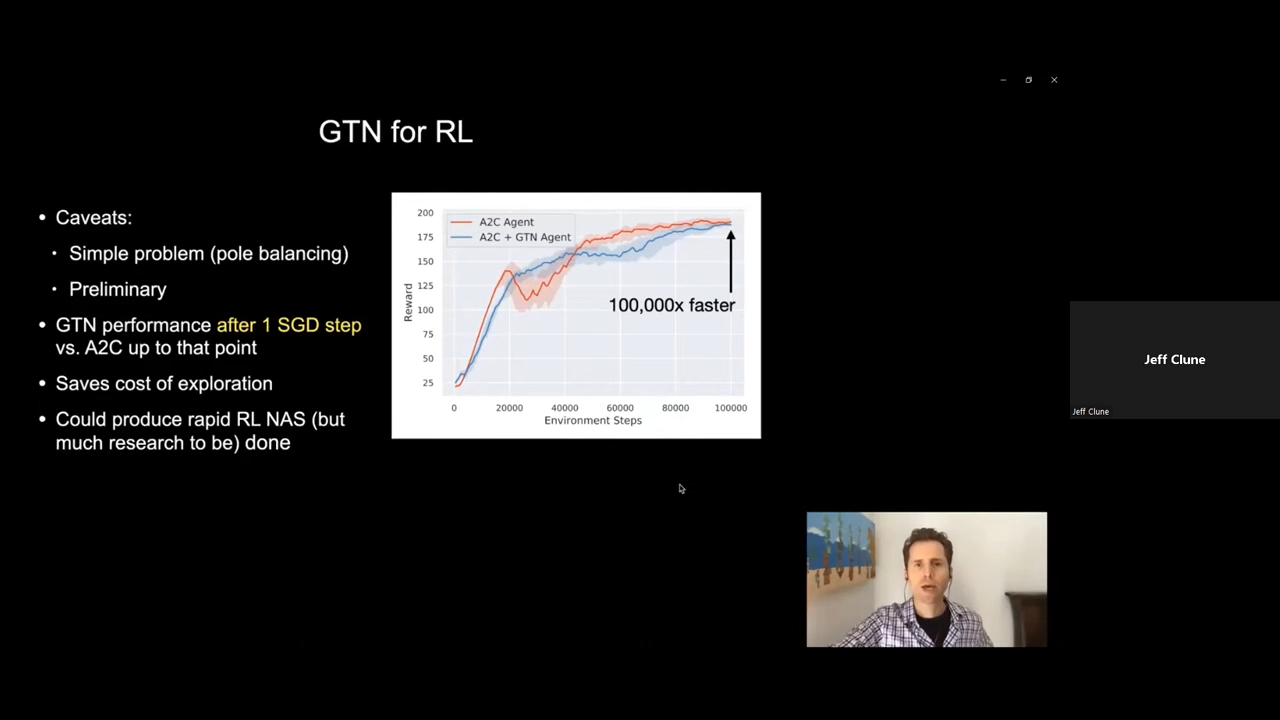 GTN for RL
• Caveats:
• Simple problem (pole balancing)
• Preliminary
• GTN performance after 1 SGD step
vs. A2C up to that point
• Saves cost of exploration
• Could produce rapid RL NAS (but
much research to be) done
A2C Agent
A2C + GTN Agent
200
175
150
125
100
75
50
25
Reward
100,000x faster
0 20000 40000 60000 80000 100000
Environment Steps
Jeff Clune
Jeff Clune